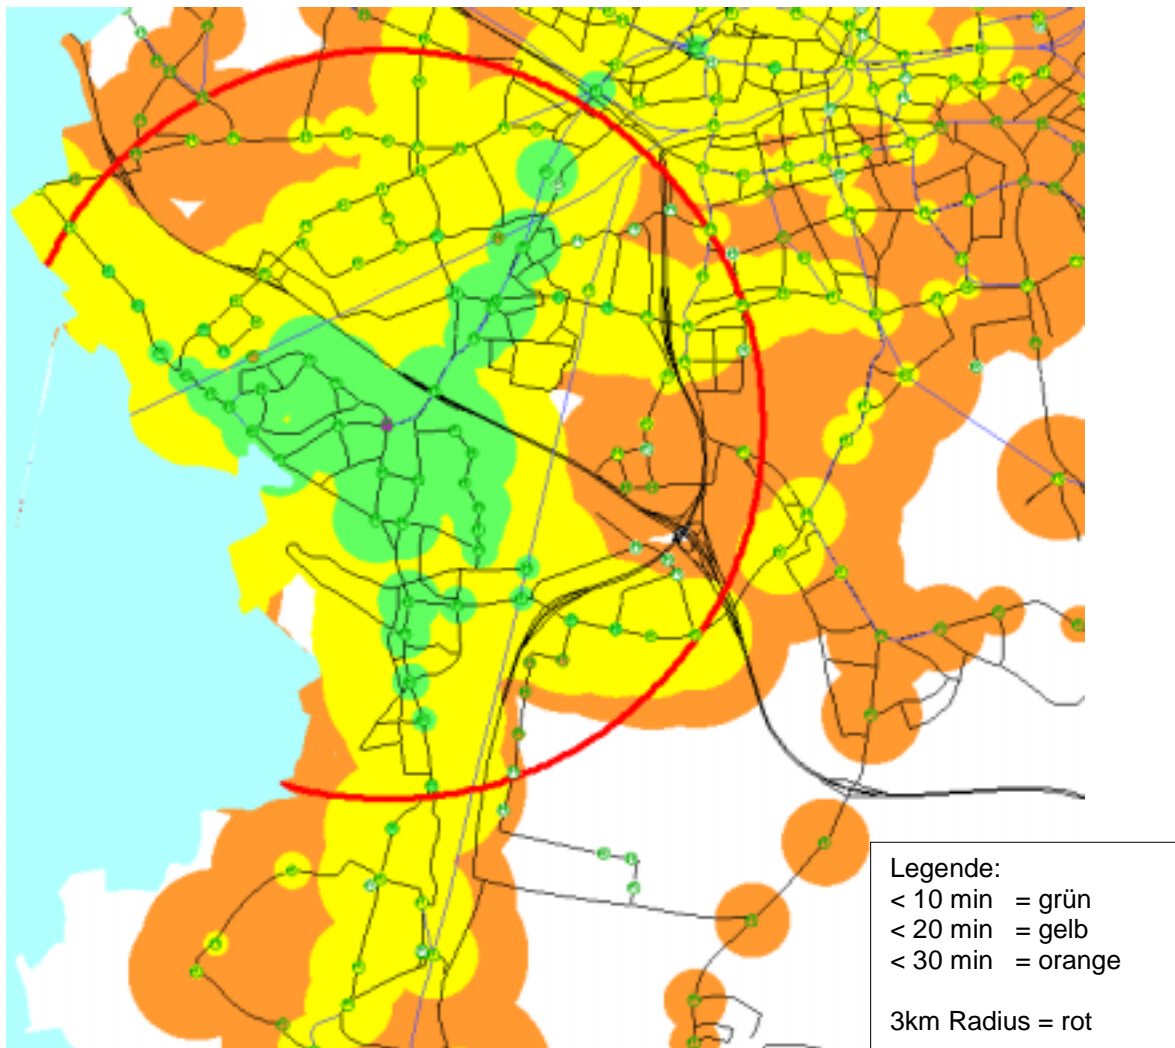 Legende:
< 10 min = grün
< 20 min = gelb
< 30 min = orange
3km Radius = rot